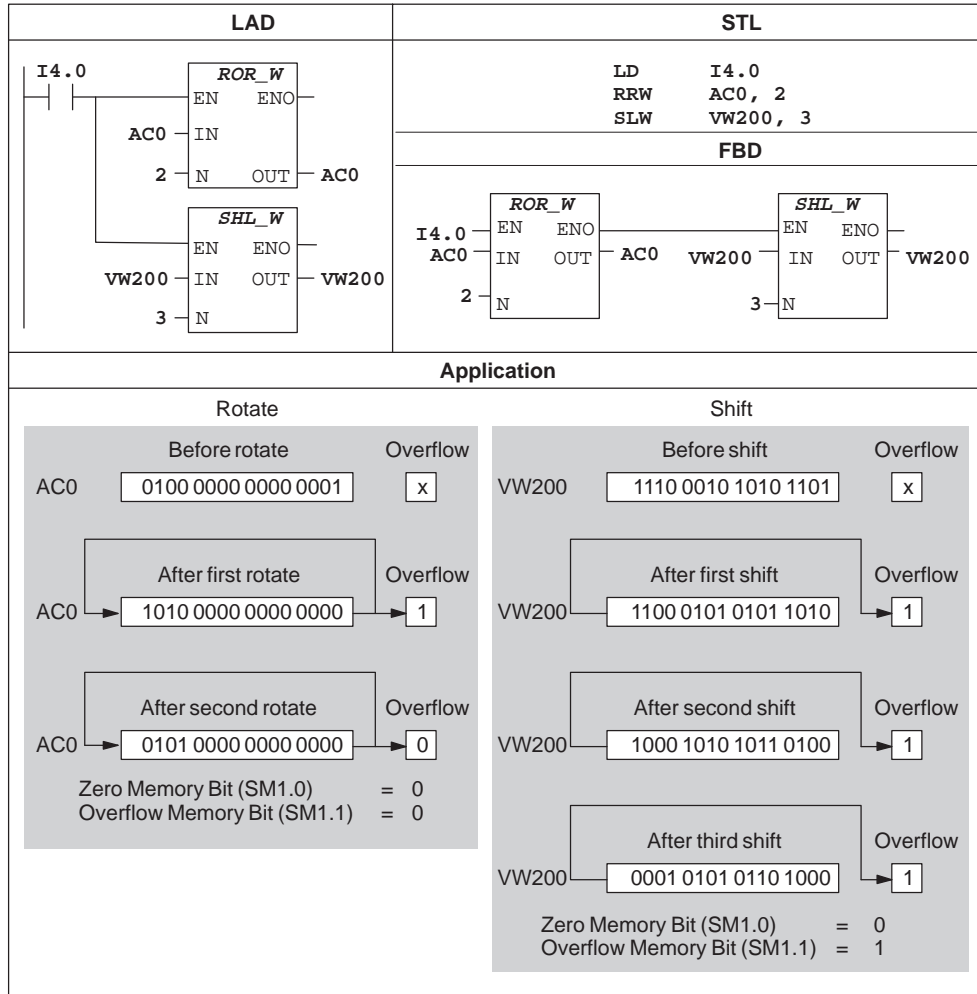 LAD
I4.0
ROR_W
EN ENO
AC0 IN
2 N OUT AC0
SHL_W
EN ENO
VW200 IN OUT VW200
3 N
STL
LD I4.0
RRW AC0, 2
SLW VW200, 3
FBD
ROR_W
I4.0 EN ENO
AC0 IN OUT AC0
2 N
SHL_W
EN ENO
VW200 IN OUT VW200
3 N
Application
Rotate
Before rotate Overflow
AC0 0100 0000 0000 0001 x
After first rotate Overflow
AC0 1010 0000 0000 0000 1
After second rotate Overflow
AC0 0101 0000 0000 0000 0
Zero Memory Bit (SM1.0) = 0
Overflow Memory Bit (SM1.1) = 0
Shift
Before shift Overflow
VW200 1110 0010 1010 1101 x
After first shift Overflow
VW200 1100 0101 0101 1010 1
After second shift Overflow
VW200 1000 1010 1011 0100 1
After third shift Overflow
VW200 0001 0101 0110 1000 1
Zero Memory Bit (SM1.0) = 0
Overflow Memory Bit (SM1.1) = 1